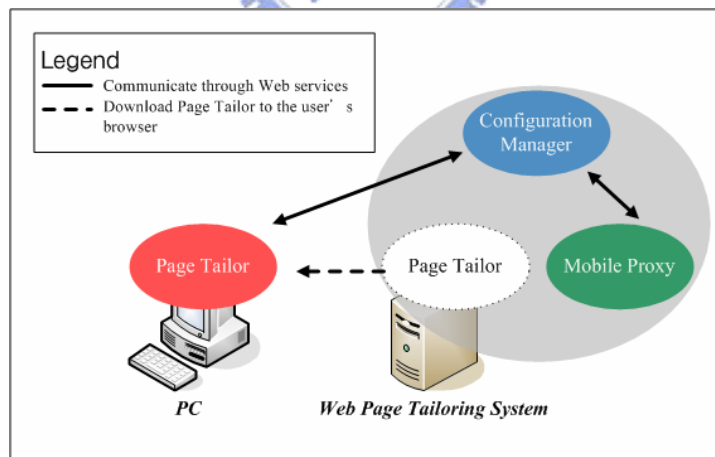 Legend
Communicate through Web services
Download Page Tailor to the user's
browser
Configuration
Manager
Page Tailor
Page Tailor
Mobile Proxy
PC
Web Page Tailoring System